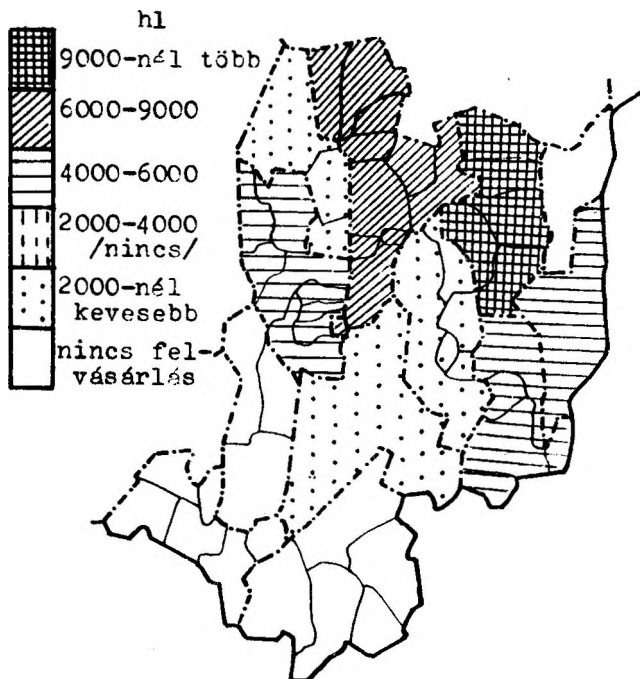 hl
9000-nél több
6000-9000
4000-6000
2000-4000
/nincs/
2000-nél
kevesebb
nincs fel-
vásárlás